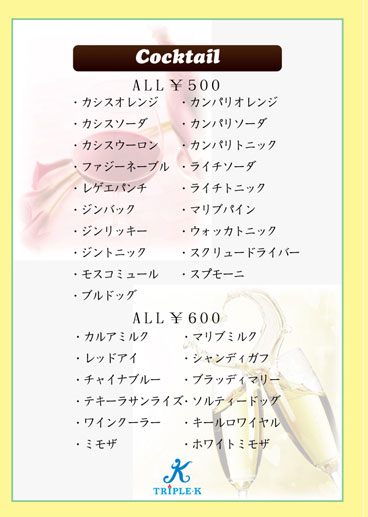 Cocktail
ALL￥500
・カシスオレンジ ・カンパリオレンジ
・カシスソーダ ・カンパリソーダ
・カシスウーロン ・カンパリトニック
・ファジーネーブル ・ライチソーダ
・レゲエパンチ ・ライチトニック
・ジンバック ・マリブパイン
・ジンリッキー ・ウォッカトニック
・ジントニック ・スクリュードライバー
・モスコミュール ・スプモーニ
・ブルドッグ
ALL￥600
・カルアミルク ・マリブミルク
・レッドアイ ・シャンディガフ
・チャイナブルー ・ブラッディマリー
・テキーラサンライズ ・ソルティードッグ
・ワインクーラー ・キールロワイヤル
・ミモザ ・ホワイトミモザ
K
TRIPLE・K